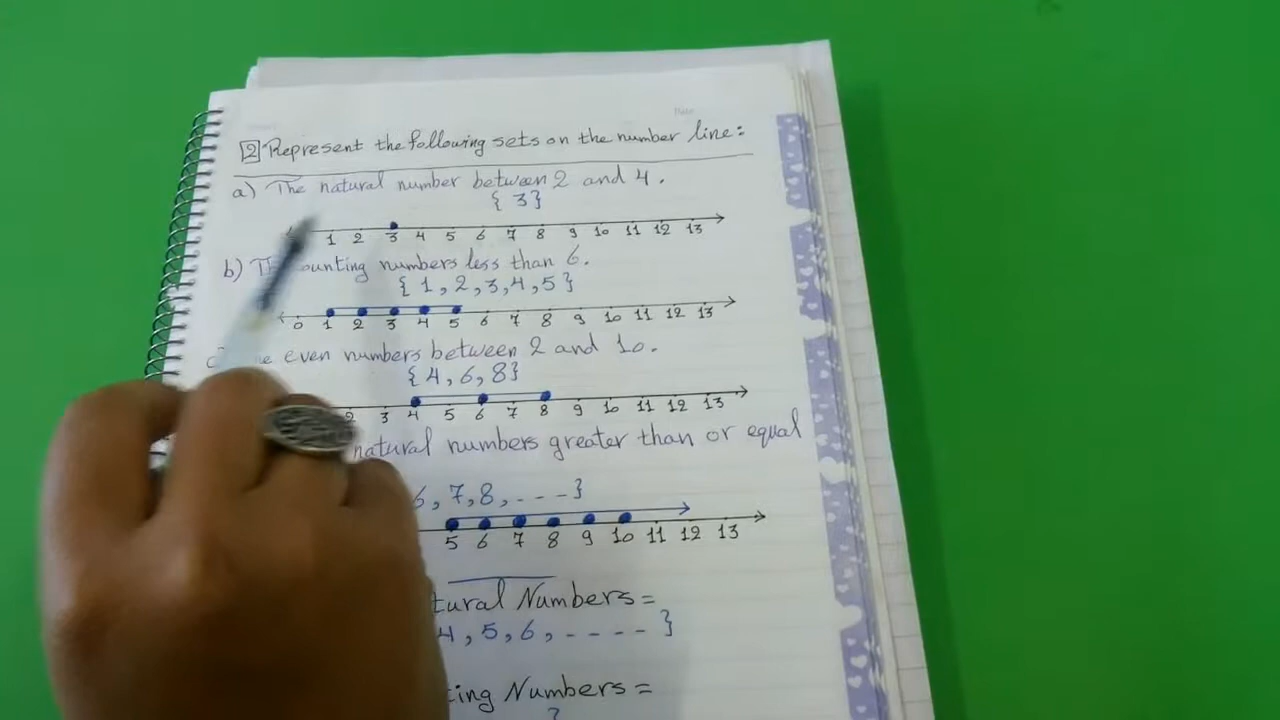 2 Represent the following sets on the number line:
a) The natural number between 2 and 4.
{ 3 }
1 2 3 4 5 6 7 8 9 10 11 12 13
b) counting numbers less than 6.
{ 1, 2, 3, 4, 5 }
0 1 2 3 4 5 6 7 8 9 10 11 12 13
even numbers between 2 and 10.
{ 4, 6, 8 }
2 3 4 5 6 7 8 9 10 11 12 13
natural numbers greater than or equal
6, 7, 8, - - - }
5 6 7 8 9 10 11 12 13
Numbers =
4, 5, 6, - - - - }
Numbers =
}